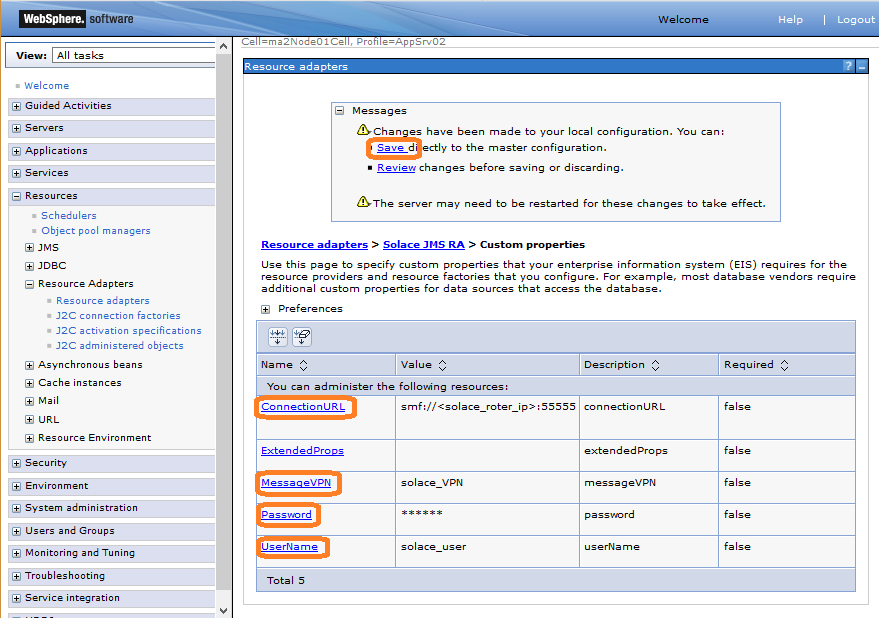 WebSphere. software
Welcome
Help | Logout
View: All tasks
Welcome
Guided Activities
Servers
Applications
Services
Resources
Schedulers
Object pool managers
JMS
JDBC
Resource Adapters
Resource adapters
J2C connection factories
J2C activation specifications
J2C administered objects
Asynchronous beans
Cache instances
Mail
URL
Resource Environment
Security
Environment
System administration
Users and Groups
Monitoring and Tuning
Troubleshooting
Service integration
Cell=ma2Node01Cell, Profile=AppSrv02
Resource adapters ? –
Messages
Changes have been made to your local configuration. You can:
Save directly to the master configuration.
Review changes before saving or discarding.
The server may need to be restarted for these changes to take effect.
Resource adapters > Solace JMS RA > Custom properties
Use this page to specify custom properties that your enterprise information system (EIS) requires for the
resource providers and resource factories that you configure. For example, most database vendors require
additional custom properties for data sources that access the database.
Preferences
Name Value Description Required
You can administer the following resources:
ConnectionURL smf://<solace_roter_ip>:55555 connectionURL false
ExtendedProps extendedProps false
MessageVPN solace_VPN messageVPN false
Password ****** password false
UserName solace_user userName false
Total 5